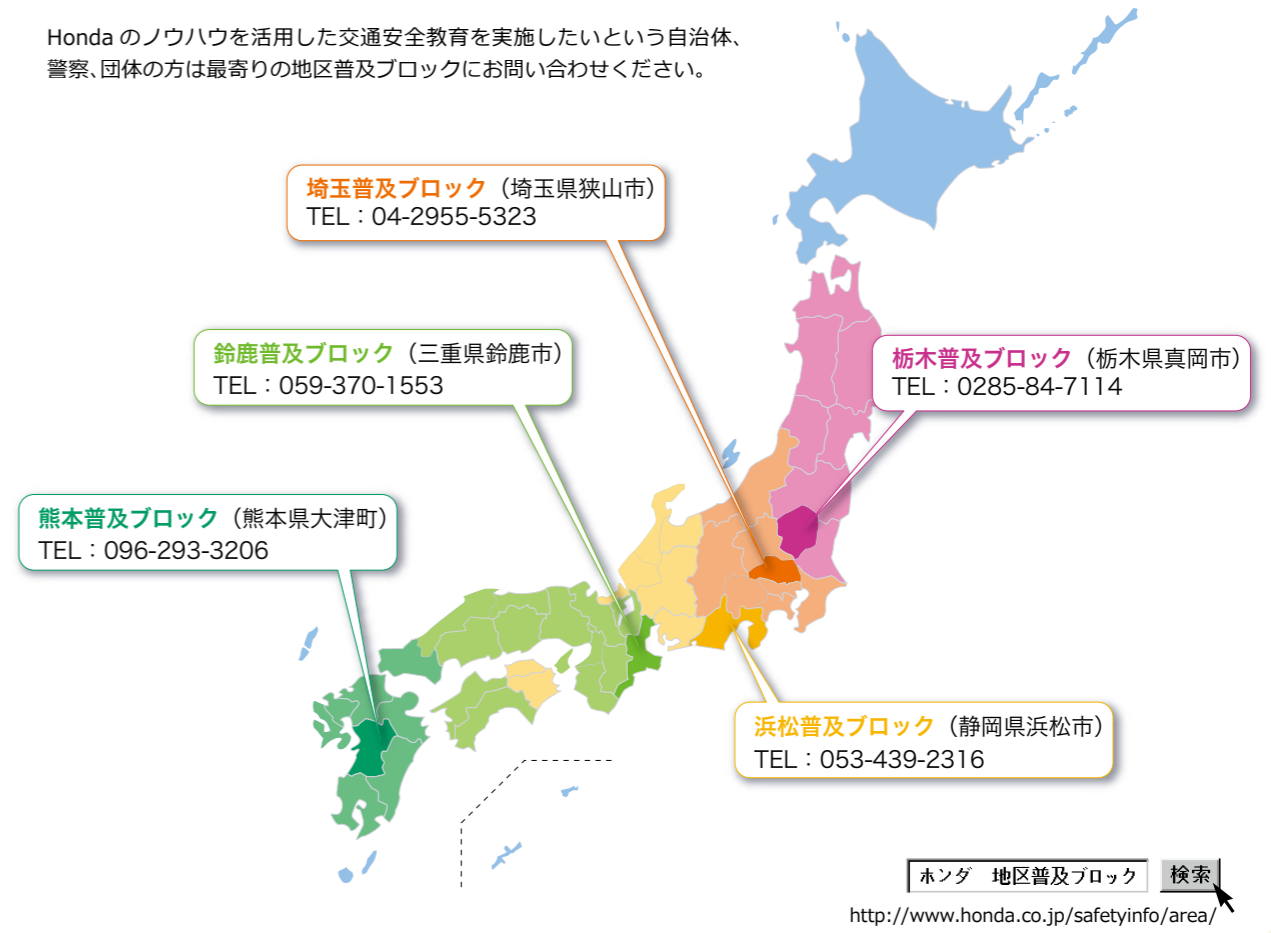 Honda のノウハウを活用した交通安全教育を実施したいという自治体、
警察、団体の方は最寄りの地区普及ブロックにお問い合わせください。
埼玉普及ブロック（埼玉県狭山市）
TEL：04-2955-5323
鈴鹿普及ブロック（三重県鈴鹿市）
TEL：059-370-1553
栃木普及ブロック（栃木県真岡市）
TEL：0285-84-7114
熊本普及ブロック（熊本県大津町）
TEL：096-293-3206
浜松普及ブロック（静岡県浜松市）
TEL：053-439-2316
ホンダ　地区普及ブロック　検索
http://www.honda.co.jp/safetyinfo/area/